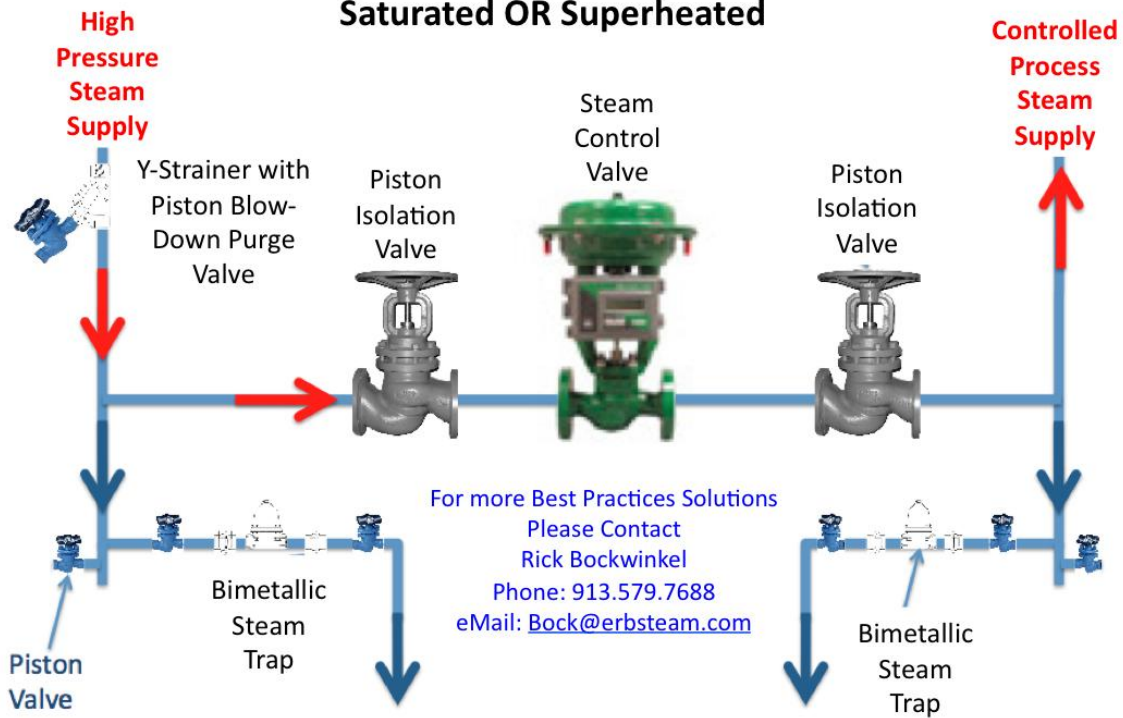 Saturated OR Superheated
High
Pressure
Steam
Supply
Controlled
Process
Steam
Supply
Y-Strainer with
Piston Blow-
Down Purge
Valve
Piston
Isolation
Valve
Steam
Control
Valve
Piston
Isolation
Valve
For more Best Practices Solutions
Please Contact
Rick Bockwinkel
Phone: 913.579.7688
eMail: Bock@erbsteam.com
Bimetallic
Steam
Trap
Bimetallic
Steam
Trap
Piston
Valve